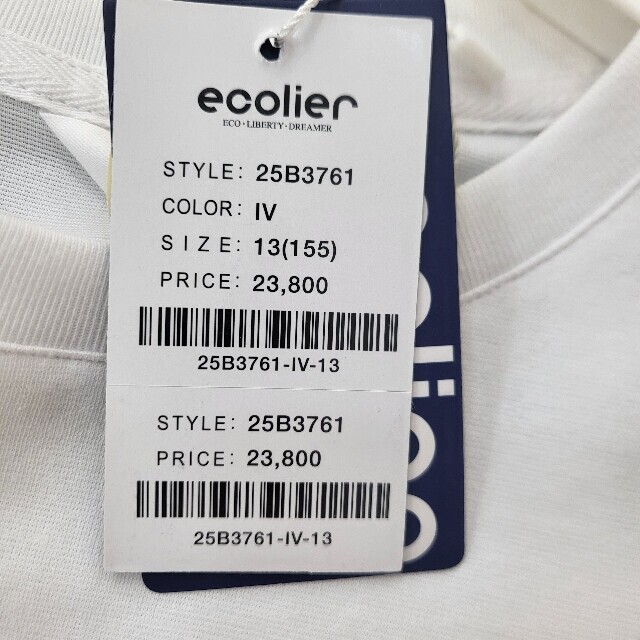 ecolier
ECO·LIBERTY·DREAMER
STYLE: 25B3761
COLOR: IV
SIZE: 13(155)
PRICE: 23,800
25B3761-IV-13
STYLE: 25B3761
PRICE: 23,800
25B3761-IV-13